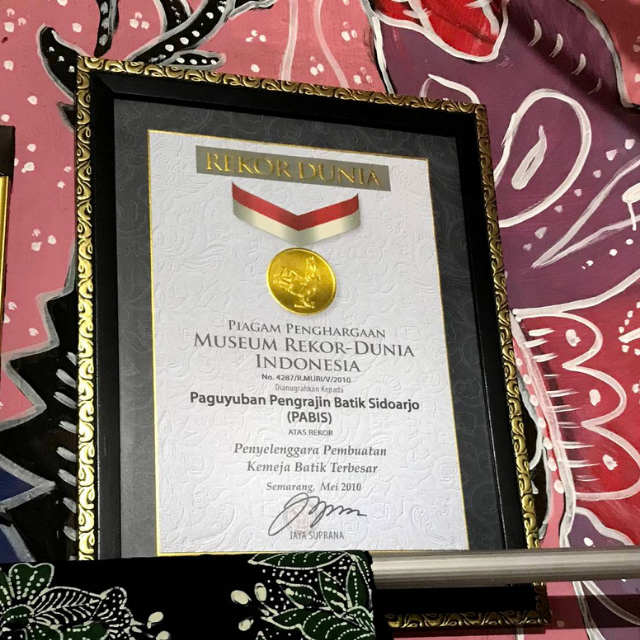 REKOR DUNIA
PIAGAM PENGHARGAAN
MUSEUM REKOR-DUNIA
INDONESIA
No. 4287/R.MURI/V/2010
Dianugrahkan Kepada
Paguyuban Pengrajin Batik Sidoarjo
(PABIS)
ATAS REKOR
Penyelenggara Pembuatan
Kemeja Batik Terbesar
Semarang, Mei 2010
JAYA SUPRANA